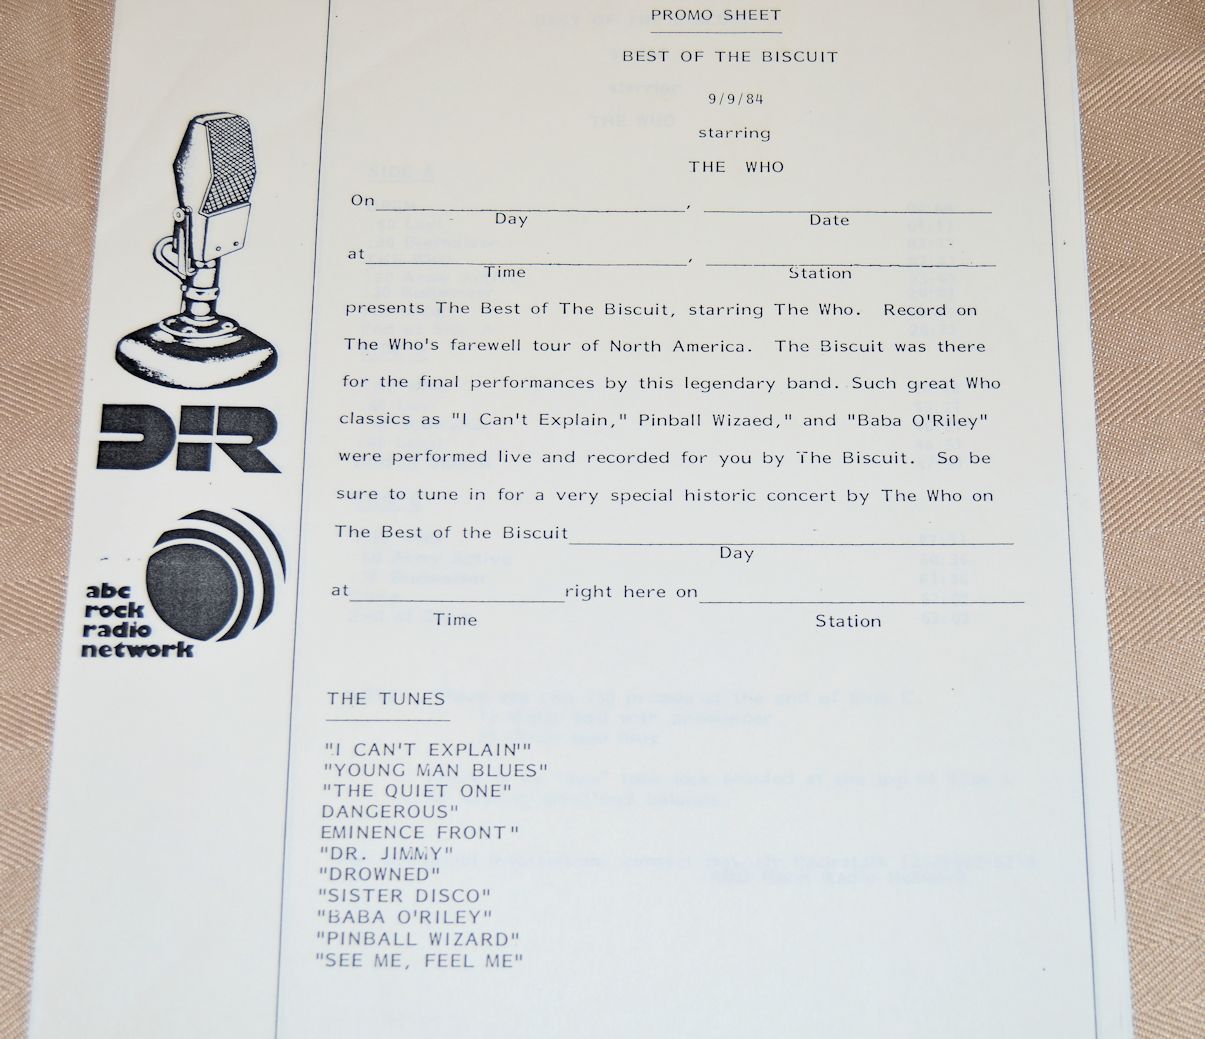 PROMO SHEET
BEST OF THE BISCUIT
9/9/84
starring
THE WHO
On , 
Day Date
at , 
Time Station
presents The Best of The Biscuit, starring The Who. Record on
The Who's farewell tour of North America. The Biscuit was there
for the final performances by this legendary band. Such great Who
classics as "I Can't Explain," Pinball Wizaed," and "Baba O'Riley"
were performed live and recorded for you by The Biscuit. So be
sure to tune in for a very special historic concert by The Who on
The Best of the Biscuit
Day
at right here on
Time Station
THE TUNES
"I CAN'T EXPLAIN'"
"YOUNG MAN BLUES"
"THE QUIET ONE"
DANGEROUS"
EMINENCE FRONT"
"DR. JIMMY"
"DROWNED"
"SISTER DISCO"
"BABA O'RILEY"
"PINBALL WIZARD"
"SEE ME, FEEL ME"
DIR
abc
rock
radio
network